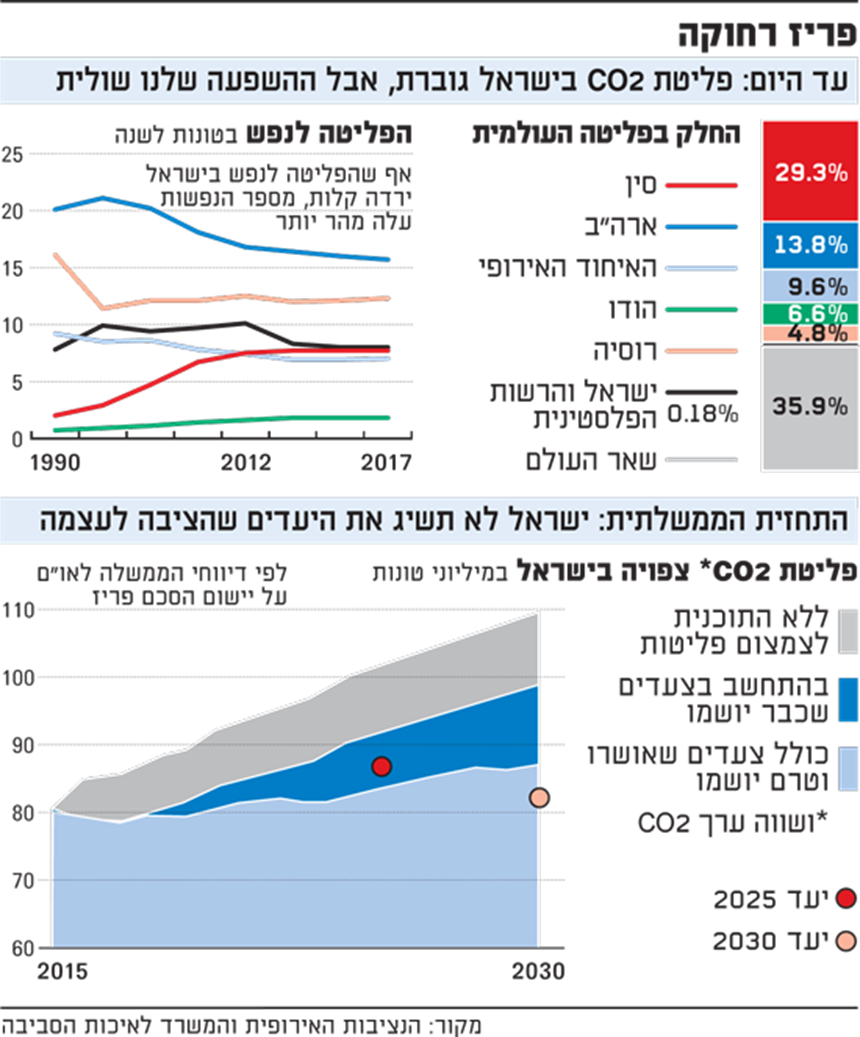 פריז רחוקה
עד היום: פליטת CO2 בישראל גוברת, אבל ההשפעה שלנו שולית
החלק בפליטה העולמית
29.3%
13.8%
9.6%
6.6%
4.8%
35.9%
סין
ארה״ב
האיחוד האירופי
הודו
רוסיה
ישראל והרשות
הפלסטינית
0.18%
שאר העולם
הפליטה לנפש בטונות לשנה
אף שהפליטה לנפש בישראל
ירדה קלות, מספר הנפשות
עלה מהר יותר
25
20
15
10
5
0
1990
2012
2017
התחזית הממשלתית: ישראל לא תשיג את היעדים שהציבה לעצמה
פליטת CO2* צפויה בישראל במיליוני טונות
לפי דיווחי הממשלה לאו״ם
על יישום הסכם פריז
ללא התוכנית
לצמצום פליטות
בהתחשב בצעדים
שכבר יושמו
כולל צעדים שאושרו
וטרם יושמו
*ושווה ערך CO2
יעד 2025
יעד 2030
110
100
90
80
70
60
2015
2030
מקור: הנציבות האירופית והמשרד לאיכות הסביבה